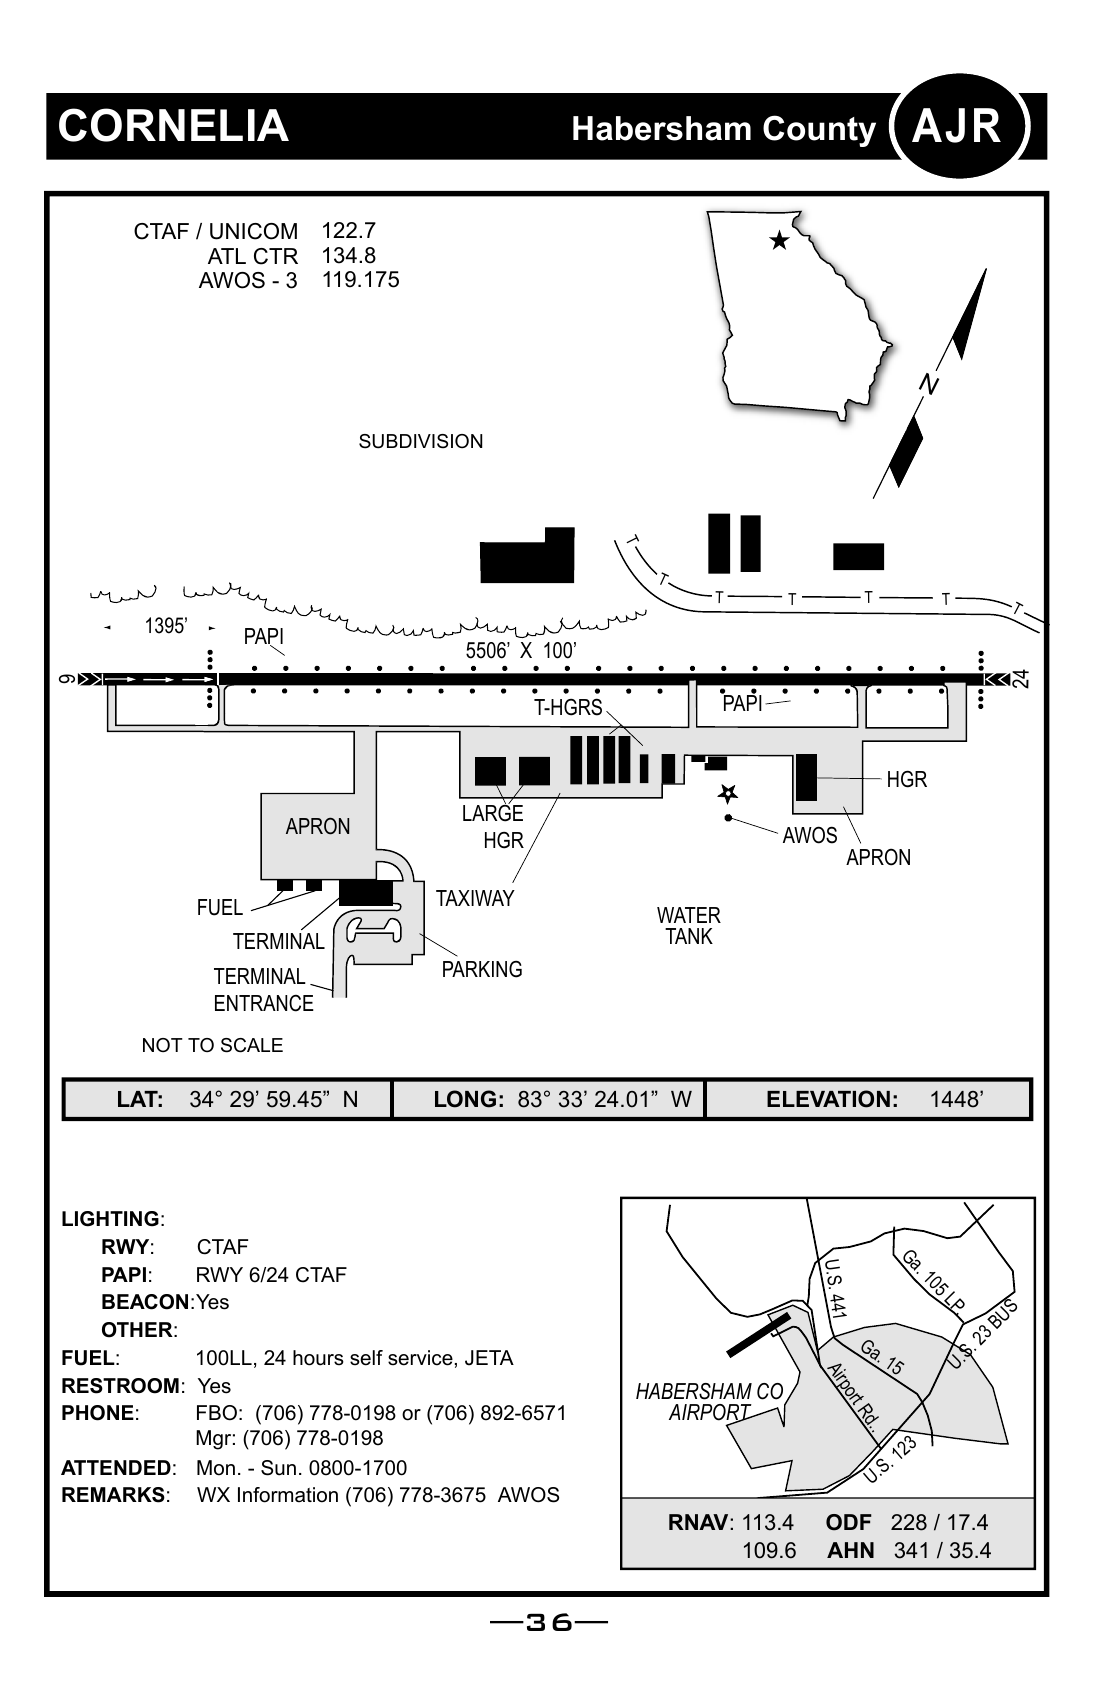 CORNELIA
Habersham County
AJR
CTAF / UNICOM 122.7
ATL CTR 134.8
AWOS - 3 119.175
N
SUBDIVISION
T
T
T
T
T
T
T
1395’
PAPI
5506’ X 100’
6
24
T-HGRS
PAPI
HGR
LARGE
HGR
APRON
AWOS
APRON
TAXIWAY
FUEL
WATER
TANK
TERMINAL
PARKING
TERMINAL
ENTRANCE
NOT TO SCALE
LAT: 34° 29’ 59.45” N
LONG: 83° 33’ 24.01” W
ELEVATION: 1448’
LIGHTING:
RWY: CTAF
PAPI: RWY 6/24 CTAF
BEACON:Yes
OTHER:
FUEL: 100LL, 24 hours self service, JETA
RESTROOM: Yes
PHONE: FBO: (706) 778-0198 or (706) 892-6571
Mgr: (706) 778-0198
ATTENDED: Mon. - Sun. 0800-1700
REMARKS: WX Information (706) 778-3675 AWOS
U.S. 441
Ga. 105 LP.
U.S. 23 BUS
Ga. 15
Airport Rd..
HABERSHAM CO
AIRPORT
U.S. 123
RNAV: 113.4 ODF 228 / 17.4
109.6 AHN 341 / 35.4
36